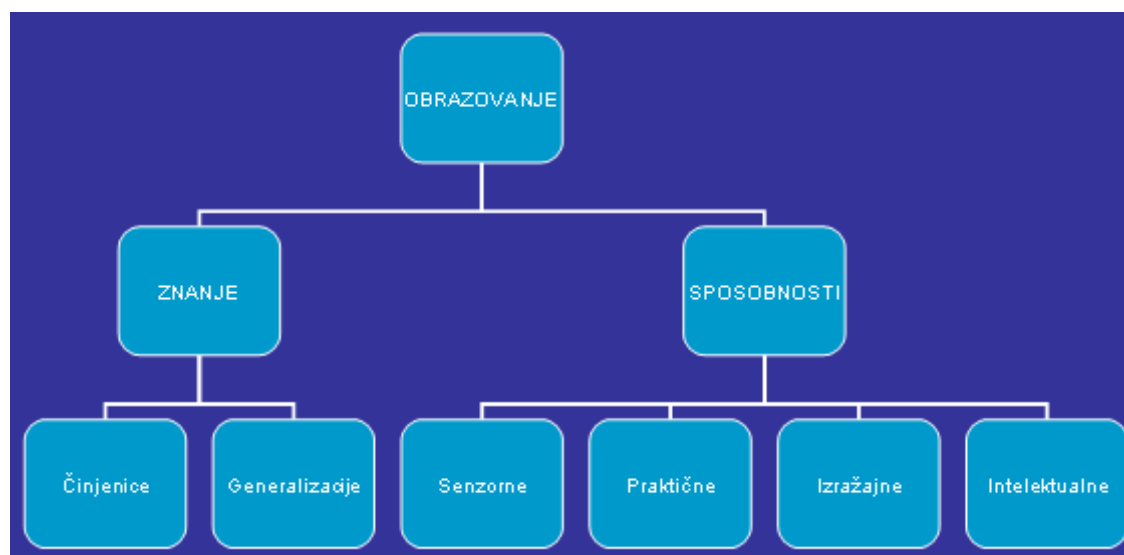 OBRAZOVANJE
ZNANJE
SPOSOBNOSTI
Činjenice
Generalizacije
Senzorne
Praktične
Izražajne
Intelektualne